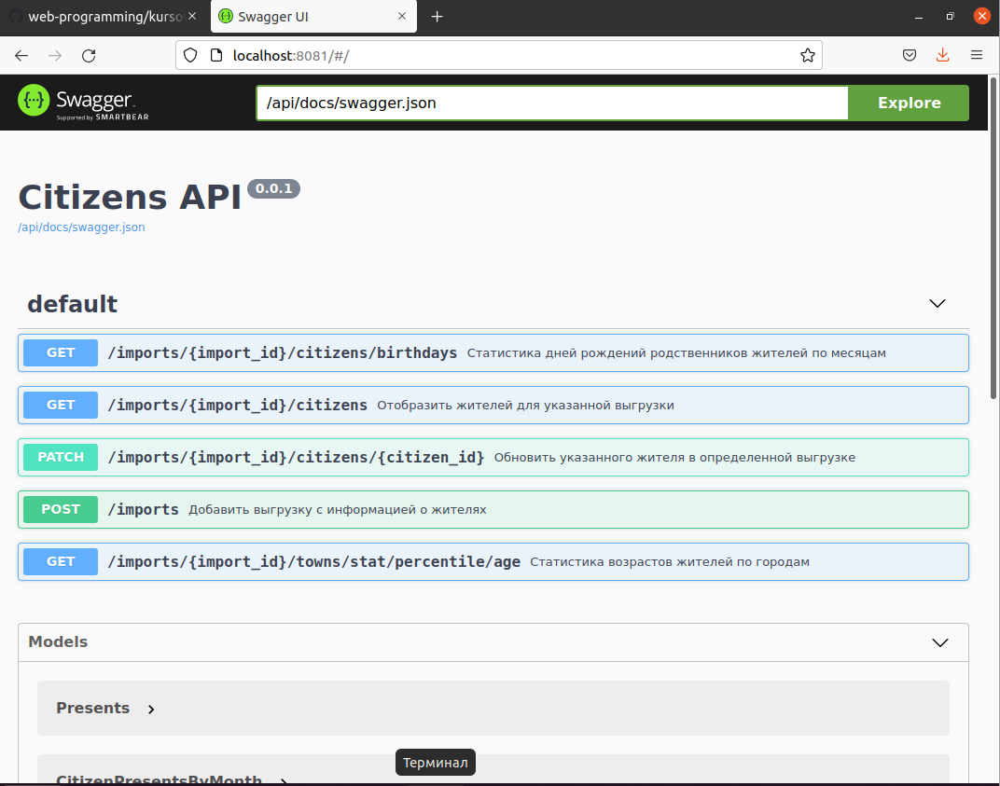 web-programming/kurso
Swagger UI
localhost:8081/#/
Swagger.
Supported by SMARTBEAR
/api/docs/swagger.json
Explore
Citizens API 0.0.1
/api/docs/swagger.json
default
GET /imports/{import_id}/citizens/birthdays Статистика дней рождений родственников жителей по месяцам
GET /imports/{import_id}/citizens Отобразить жителей для указанной выгрузки
PATCH /imports/{import_id}/citizens/{citizen_id} Обновить указанного жителя в определенной выгрузке
POST /imports Добавить выгрузку с информацией о жителях
GET /imports/{import_id}/towns/stat/percentile/age Статистика возрастов жителей по городам
Models
Presents
CitizenPresentsByMonth
Терминал